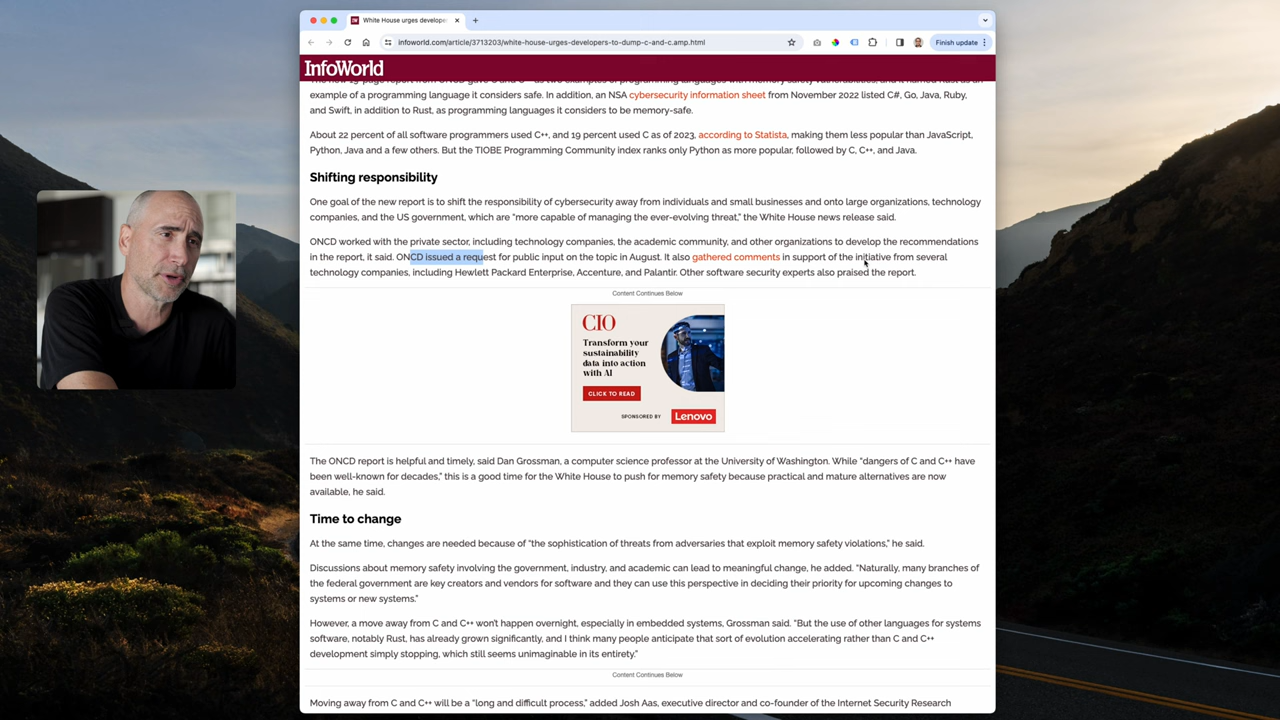 White House urges develope
infoworld.com/article/3713203/white-house-urges-developers-to-dump-c-and-c.amp.html
Finish update
InfoWorld
example of a programming language it considers safe. In addition, an NSA cybersecurity information sheet from November 2022 listed C#, Go, Java, Ruby,
and Swift, in addition to Rust, as programming languages it considers to be memory-safe.
About 22 percent of all software programmers used C++, and 19 percent used C as of 2023, according to Statista, making them less popular than JavaScript,
Python, Java and a few others. But the TIOBE Programming Community index ranks only Python as more popular, followed by C, C++, and Java.
Shifting responsibility
One goal of the new report is to shift the responsibility of cybersecurity away from individuals and small businesses and onto large organizations, technology
companies, and the US government, which are “more capable of managing the ever-evolving threat,” the White House news release said.
ONCD worked with the private sector, including technology companies, the academic community, and other organizations to develop the recommendations
in the report, it said. ONCD issued a request for public input on the topic in August. It also gathered comments in support of the initiative from several
technology companies, including Hewlett Packard Enterprise, Accenture, and Palantir. Other software security experts also praised the report.
Content Continues Below
CIO
Transform your
sustainability
data into action
with AI
CLICK TO READ
SPONSORED BY Lenovo
The ONCD report is helpful and timely, said Dan Grossman, a computer science professor at the University of Washington. While “dangers of C and C++ have
been well-known for decades,” this is a good time for the White House to push for memory safety because practical and mature alternatives are now
available, he said.
Time to change
At the same time, changes are needed because of “the sophistication of threats from adversaries that exploit memory safety violations,” he said.
Discussions about memory safety involving the government, industry, and academic can lead to meaningful change, he added. “Naturally, many branches of
the federal government are key creators and vendors for software and they can use this perspective in deciding their priority for upcoming changes to
systems or new systems.”
However, a move away from C and C++ won’t happen overnight, especially in embedded systems, Grossman said. “But the use of other languages for systems
software, notably Rust, has already grown significantly, and I think many people anticipate that sort of evolution accelerating rather than C and C++
development simply stopping, which still seems unimaginable in its entirety.”
Content Continues Below
Moving away from C and C++ will be a “long and difficult process,” added Josh Aas, executive director and co-founder of the Internet Security Research